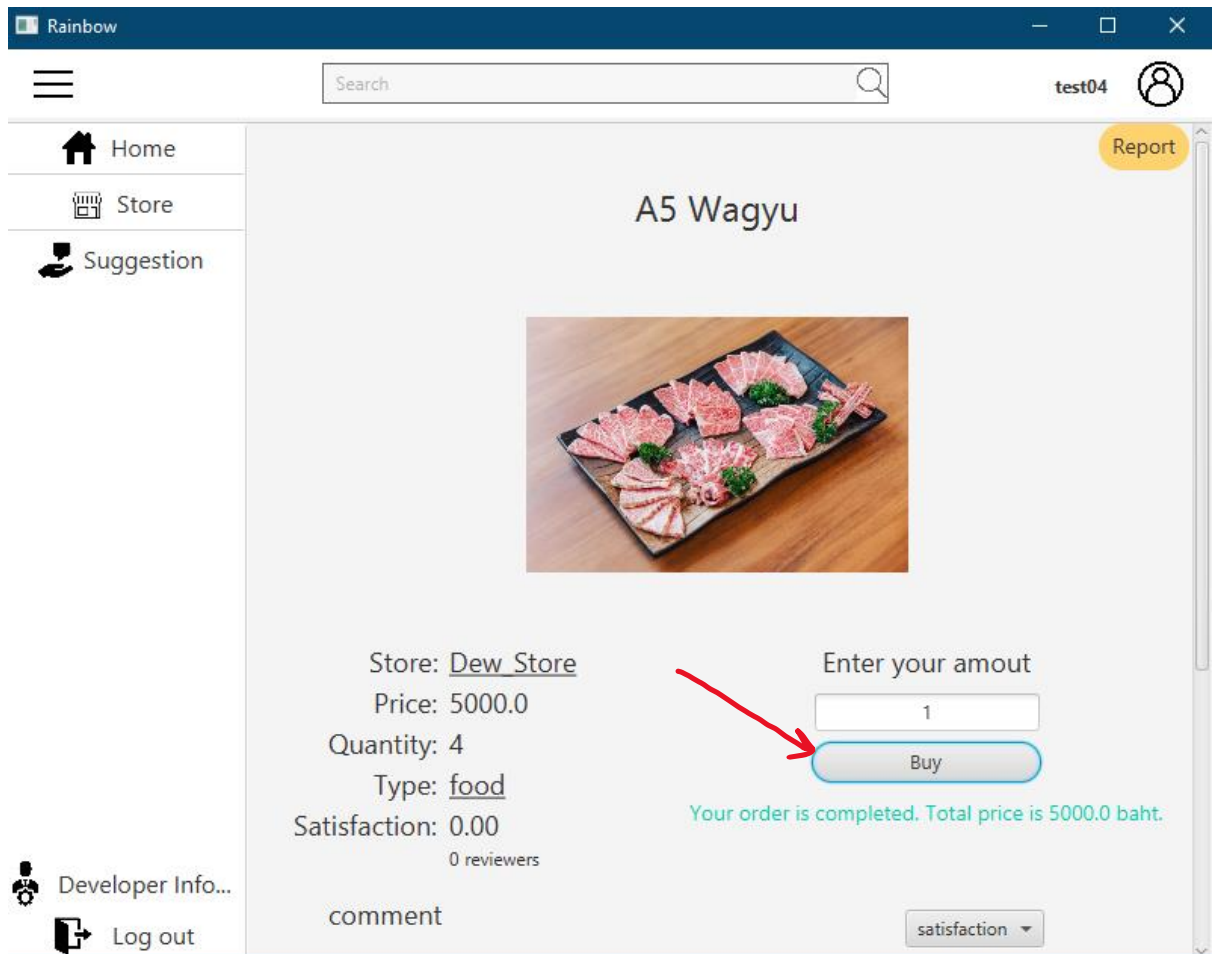 Rainbow
Search
test04
Home
Store
Suggestion
Developer Info...
Log out
Report
A5 Wagyu
Store: Dew_Store
Price: 5000.0
Quantity: 4
Type: food
Satisfaction: 0.00
0 reviewers
Enter your amout
1
Buy
Your order is completed. Total price is 5000.0 baht.
comment
satisfaction